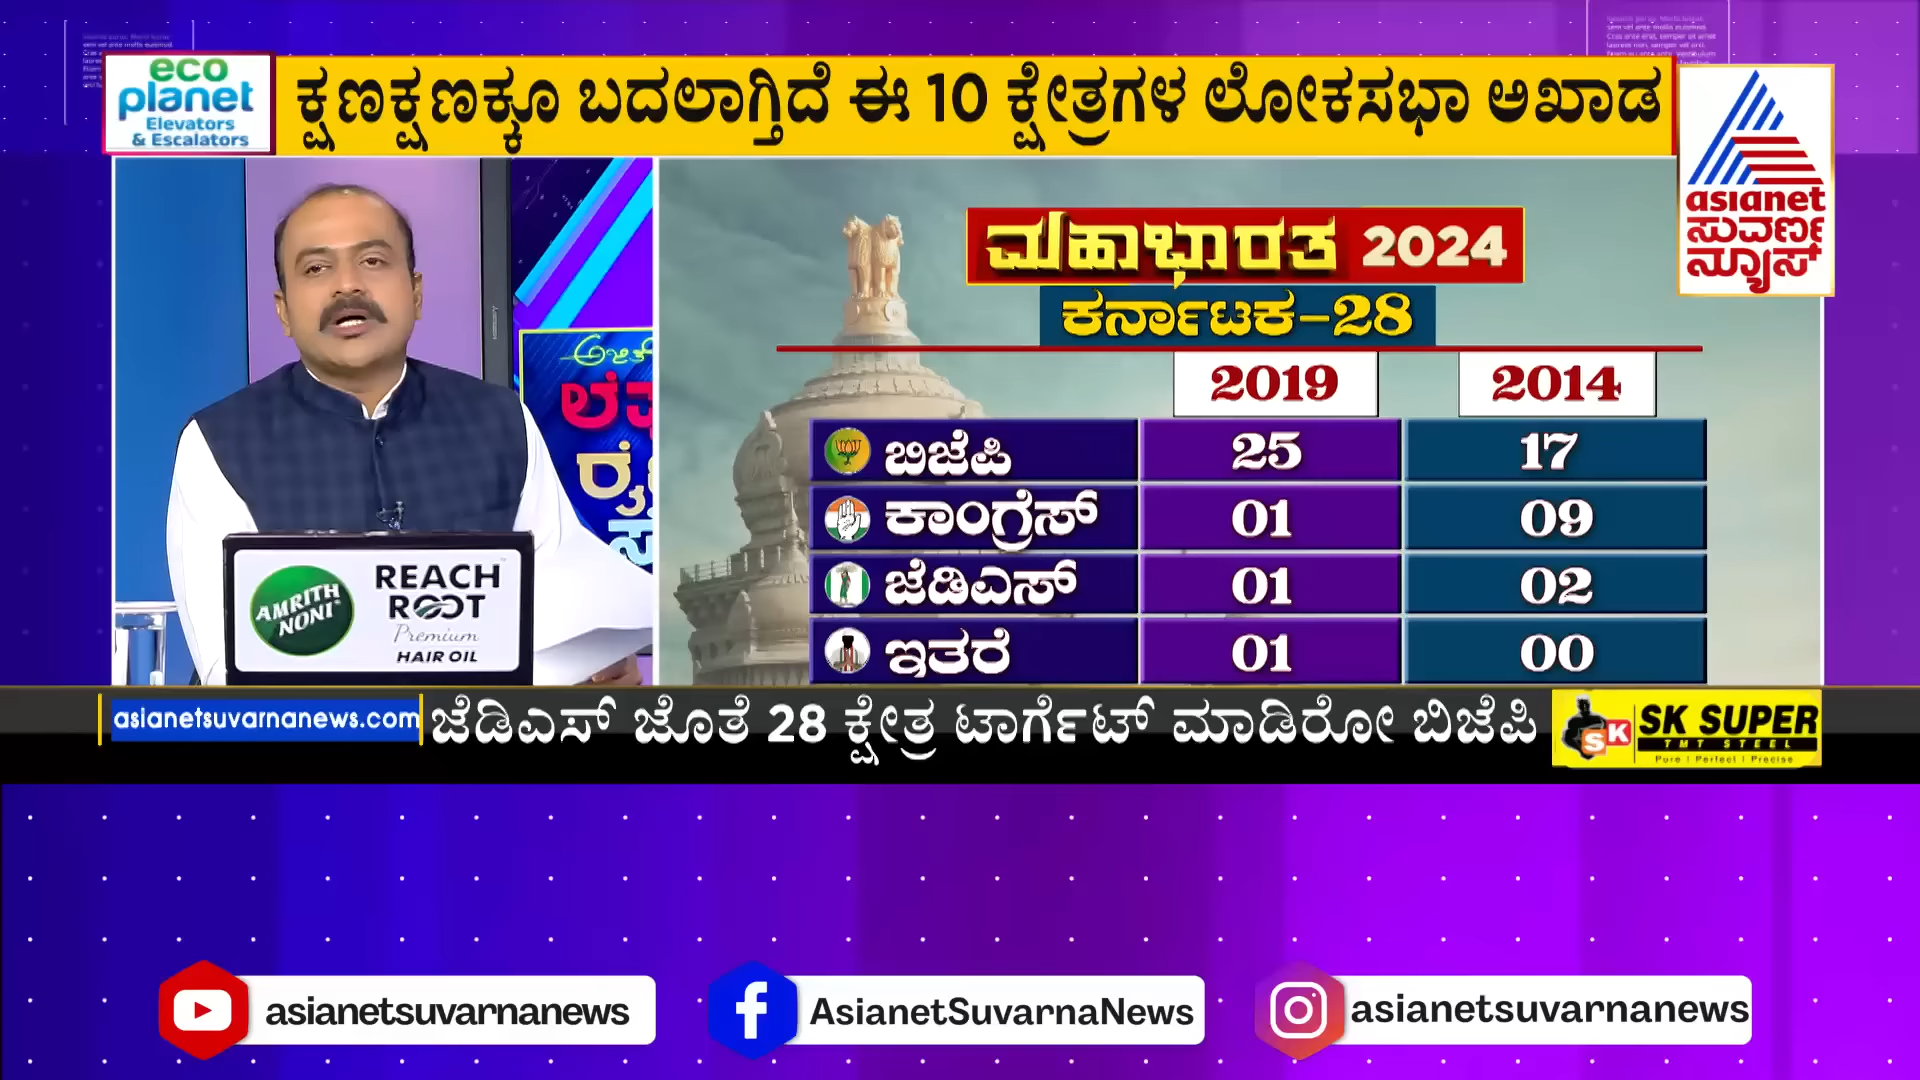 eco
planet
Elevators
& Escalators
ಕ್ಷಣಕ್ಷಣಕ್ಕೂ ಬದಲಾಗ್ತಿದೆ ಈ 10 ಕ್ಷೇತ್ರಗಳ ಲೋಕಸಭಾ ಅಖಾಡ
asianet
ಸುವರ್ಣ
ನ್ಯೂಸ್
ಮಹಾಭಾರತ 2024
ಕರ್ನಾಟಕ-28
2019 2014
ಬಿಜೆಪಿ 25 17
ಕಾಂಗ್ರೆಸ್ 01 09
ಜೆಡಿಎಸ್ 01 02
ಇತರೆ 01 00
AMRITH
NONI
REACH
ROOT
Premium
HAIR OIL
asianetsuvarnanews.com ಜೆಡಿಎಸ್ ಜೊತೆ 28 ಕ್ಷೇತ್ರ ಟಾರ್ಗೆಟ್ ಮಾಡಿರೋ ಬಿಜೆಪಿ
SK
SK SUPER
TMT STEEL
Pure | Perfect | Precise
asianetsuvarnanews AsianetSuvarnaNews asianetsuvarnanews